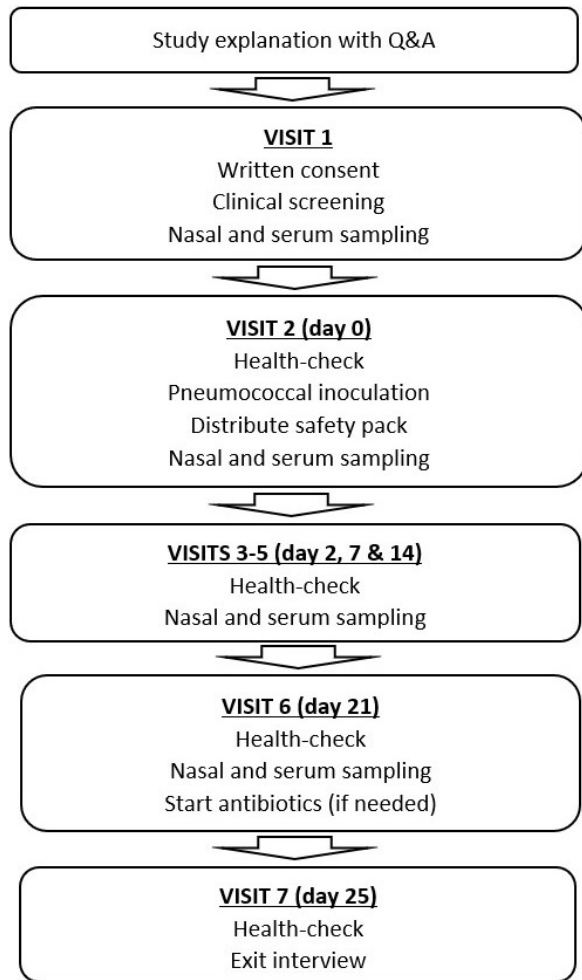 Study explanation with Q&A
VISIT 1
Written consent
Clinical screening
Nasal and serum sampling
VISIT 2 (day 0)
Health-check
Pneumococcal inoculation
Distribute safety pack
Nasal and serum sampling
VISITS 3-5 (day 2, 7 & 14)
Health-check
Nasal and serum sampling
VISIT 6 (day 21)
Health-check
Nasal and serum sampling
Start antibiotics (if needed)
VISIT 7 (day 25)
Health-check
Exit interview